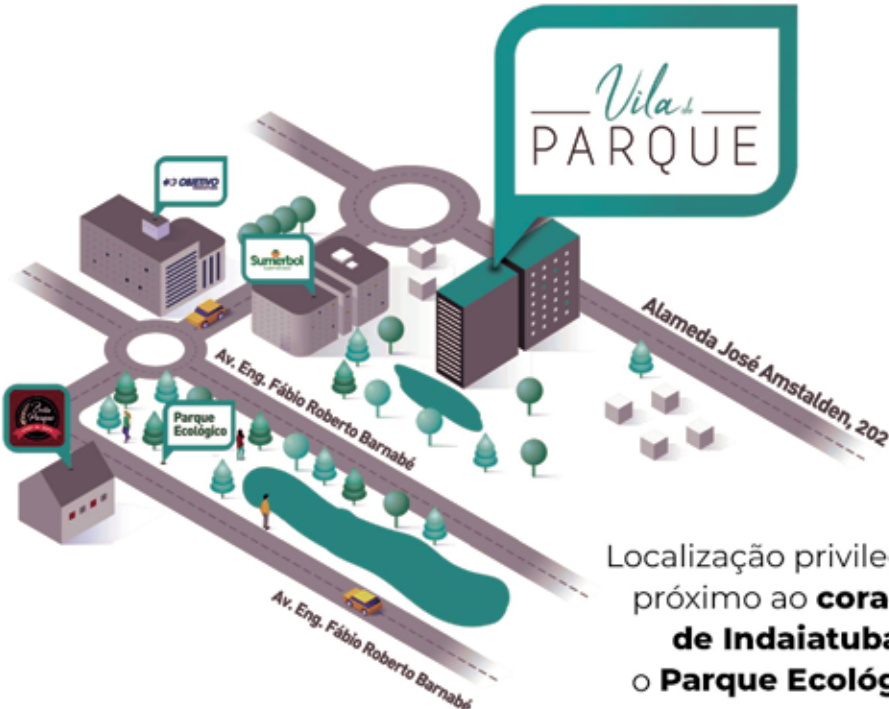 Vila do
PARQUE
OBJETIVO
Sumerbol
Alameda José Amstalden, 202
Av. Eng. Fábio Roberto Barnabé
Parque
Ecológico
Av. Eng. Fábio Roberto Barnabé
Localização privile
próximo ao cora
de Indaiatuba
o Parque Ecológ